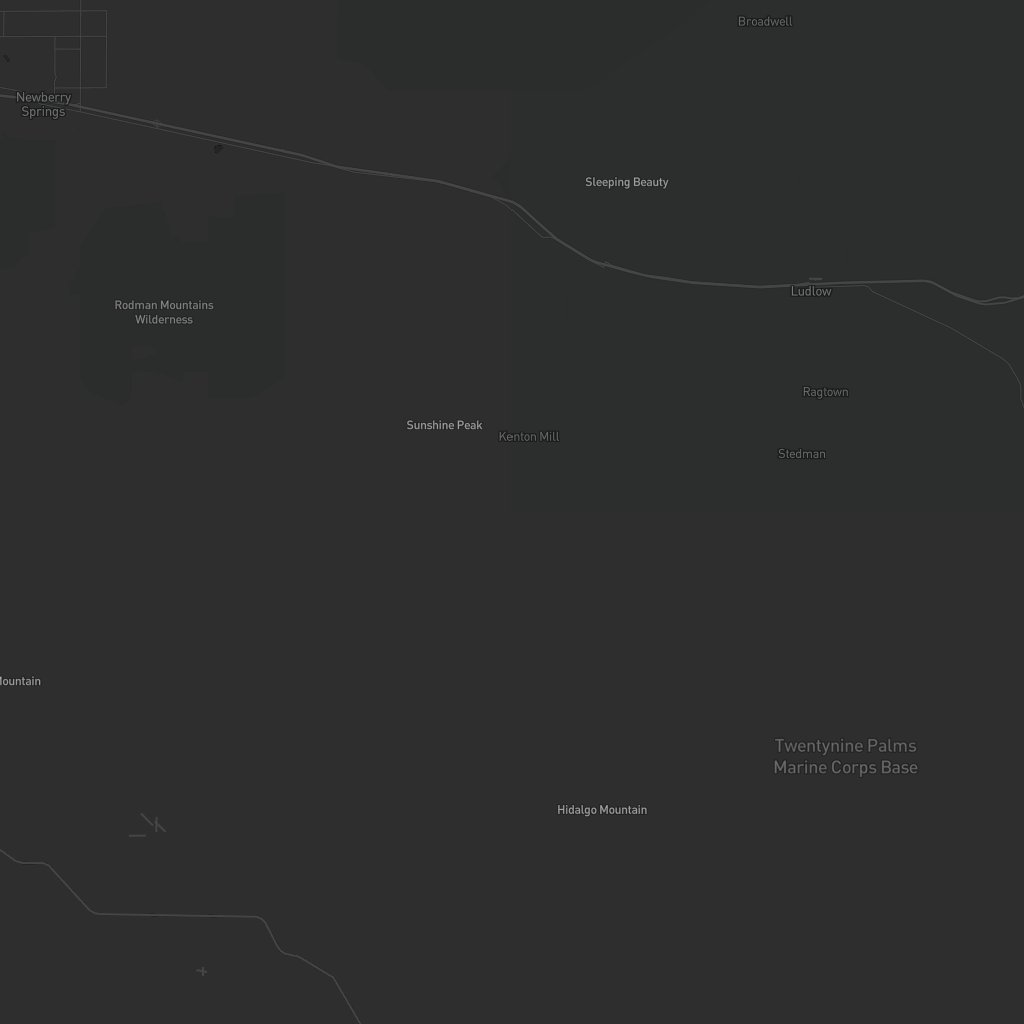 Broadwell
Newberry
Springs
Sleeping Beauty
Ludlow
Rodman Mountains
Wilderness
Ragtown
Sunshine Peak
Kenton Mill
Stedman
Mountain
Twentynine Palms
Marine Corps Base
Hidalgo Mountain